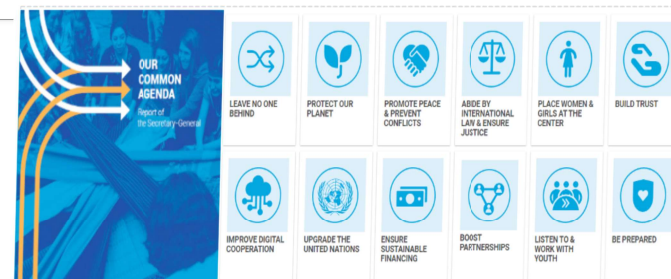 OUR
COMMON
AGENDA
Report of
the Secretary-General
LEAVE NO ONE
BEHIND
PROTECT OUR
PLANET
PROMOTE PEACE
& PREVENT
CONFLICTS
ABIDE BY
INTERNATIONAL
LAW & ENSURE
JUSTICE
PLACE WOMEN &
GIRLS AT THE
CENTER
BUILD TRUST
IMPROVE DIGITAL
COOPERATION
UPGRADE THE
UNITED NATIONS
ENSURE
SUSTAINABLE
FINANCING
BOOST
PARTNERSHIPS
LISTEN TO &
WORK WITH
YOUTH
BE PREPARED